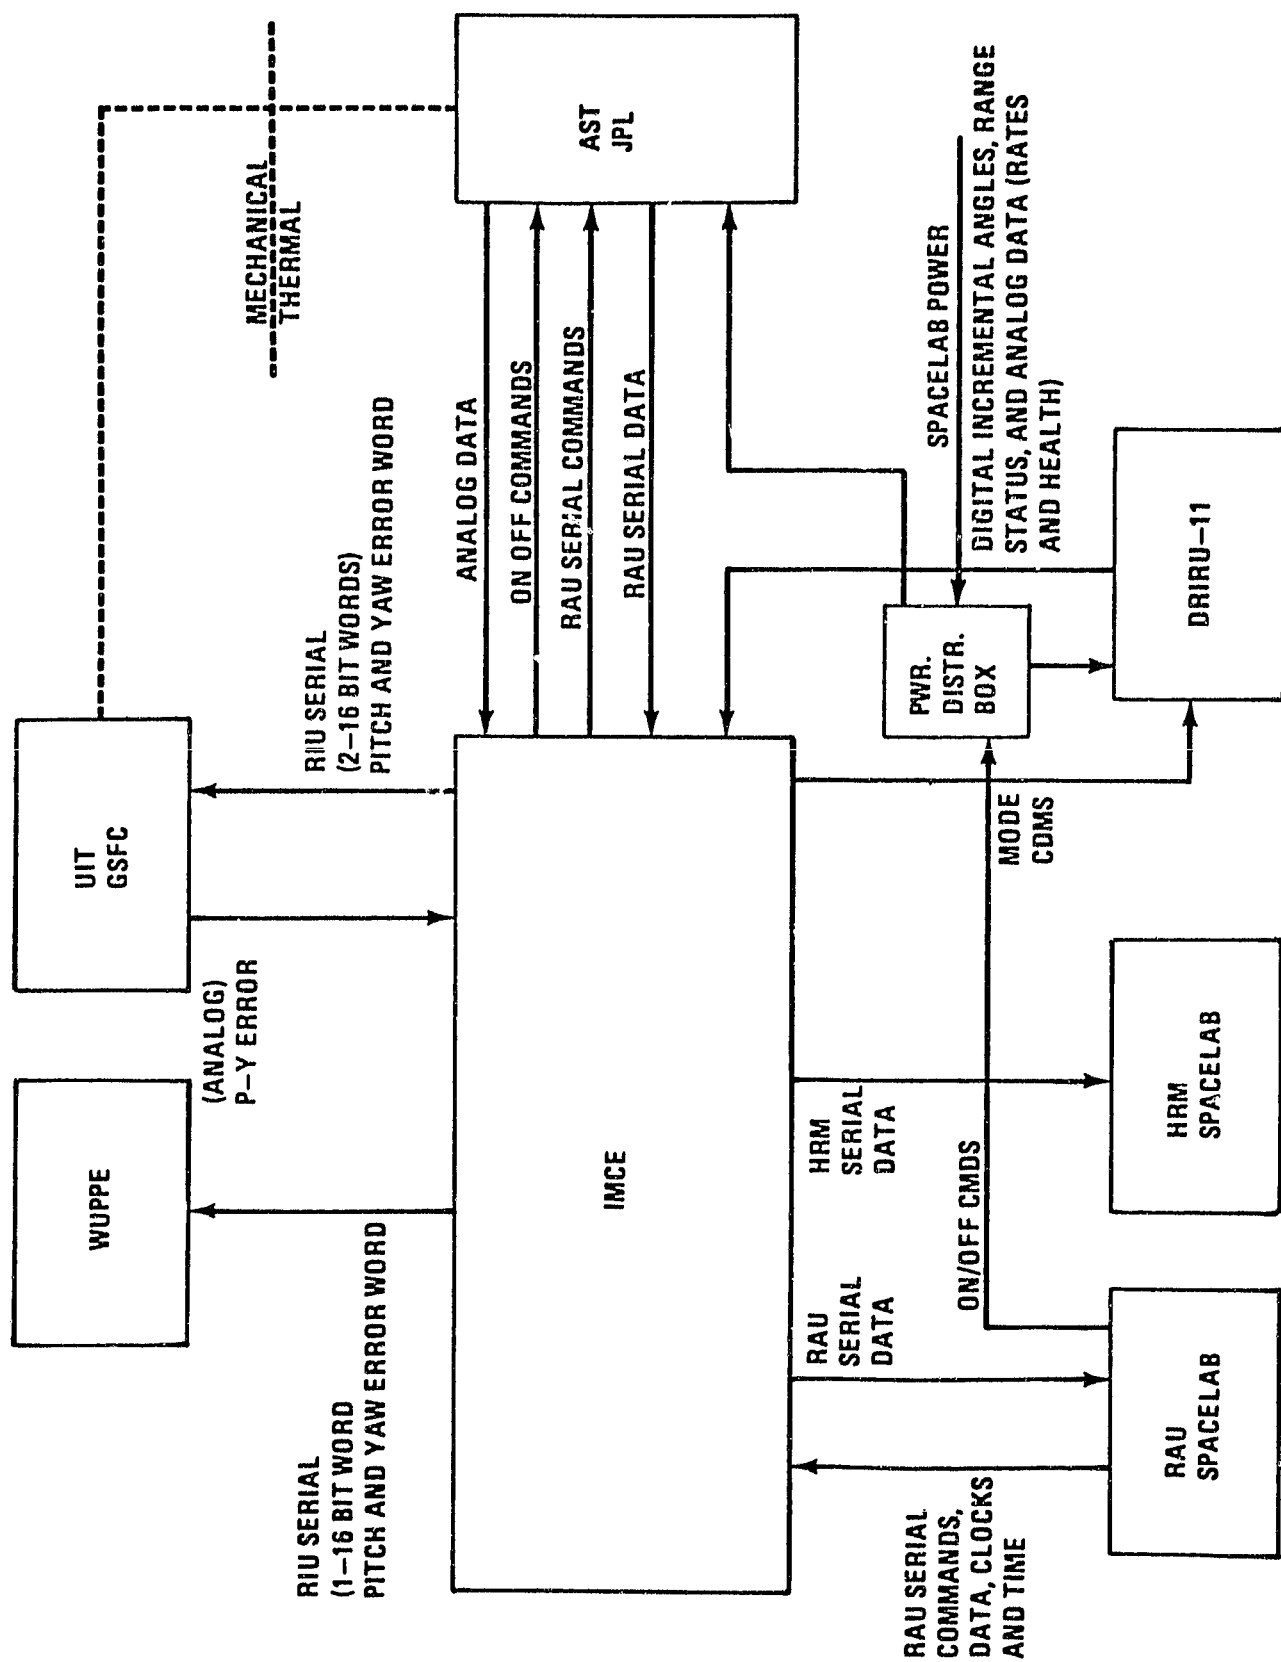 WUPPE
UIT
GSFC
MECHANICAL
THERMAL
RIU SERIAL
(1–16 BIT WORD
PITCH AND YAW ERROR WORD
(ANALOG)
P–Y ERROR
RIU SERIAL
(2–16 BIT WORDS)
PITCH AND YAW ERROR WORD
IMCE
ANALOG DATA
ON OFF COMMANDS
RAU SERIAL COMMANDS
RAU SERIAL DATA
AST
JPL
RAU SERIAL
COMMANDS,
DATA, CLOCKS
AND TIME
RAU
SERIAL
DATA
HRM
SERIAL
DATA
ON/OFF CMDS
MODE
CDMS
PWR.
DISTR.
BOX
SPACELAB POWER
DIGITAL INCREMENTAL ANGLES, RANGE
STATUS, AND ANALOG DATA (RATES
AND HEALTH)
RAU
SPACELAB
HRM
SPACELAB
DRIRU–11